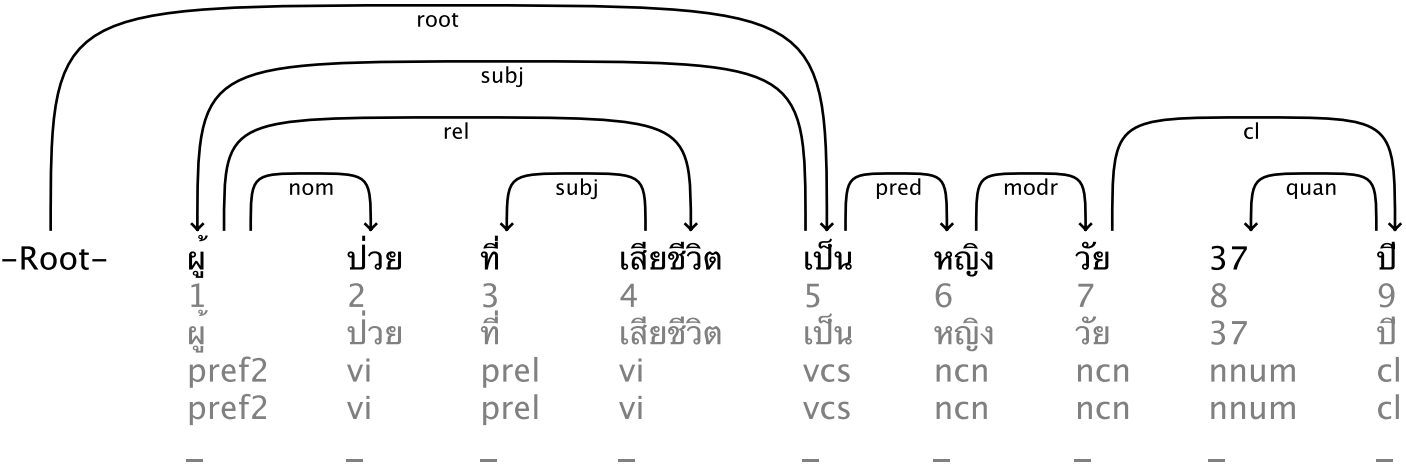 root
subj
rel cl
nom subj pred modr quan
-Root- ผู้ ป่วย ที่ เสียชีวิต เป็น หญิง วัย 37 ปี
1 2 3 4 5 6 7 8 9
ผู้ ป่วย ที่ เสียชีวิต เป็น หญิง วัย 37 ปี
pref2 vi prel vi vcs ncn ncn nnum cl
pref2 vi prel vi vcs ncn ncn nnum cl
_ _ _ _ _ _ _ _ _